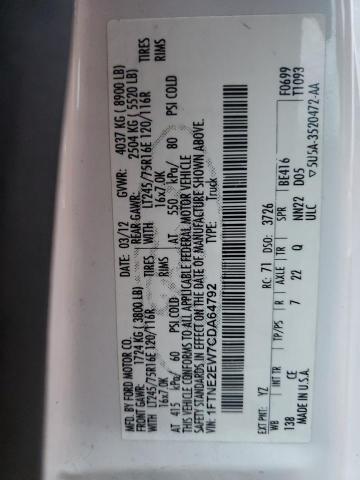 MFD. BY FORD MOTOR CO.
DATE: 03/12 GVWR: 4037 KG ( 8900 LB)
FRONT GAWR: 1724 KG ( 3800 LB) REAR GAWR: 2504 KG ( 5520 LB)
WITH LT245/75R16E 120/116R TIRES WITH LT245/75R16E 120/116R TIRES
16x7.0K RIMS 16x7.0K RIMS
AT 415 kPa/ 60 PSI COLD AT 550 kPa/ 80 PSI COLD
THIS VEHICLE CONFORMS TO ALL APPLICABLE FEDERAL MOTOR VEHICLE
SAFETY STANDARDS IN EFFECT ON THE DATE OF MANUFACTURE SHOWN ABOVE.
VIN: 1FTNE2EW7CDA64792
TYPE: Truck
F0699
T1093
EXT PNT: YZ RC: 71 DSO: 3726
WB INT TR TP/PS R AXLE TR SPR BE416
138 CE 7 22 Q NN22 D05
MADE IN U.S.A. ULC
▽5U5A-3520472-AA